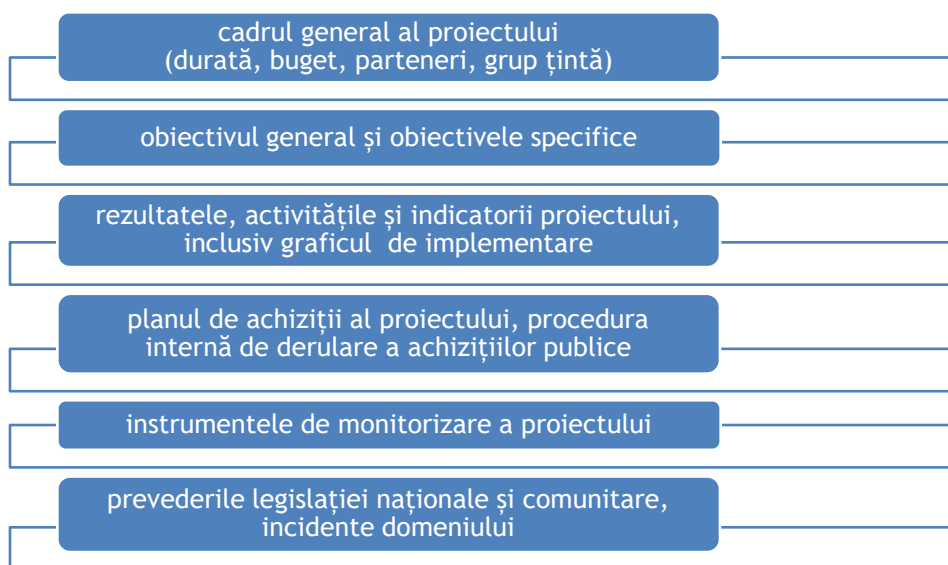 cadrul general al proiectului
(durată, buget, parteneri, grup țintă)
obiectivul general și obiectivele specifice
rezultatele, activitățile și indicatorii proiectului,
inclusiv graficul de implementare
planul de achiziții al proiectului, procedura
internă de derulare a achizițiilor publice
instrumentele de monitorizare a proiectului
prevederile legislației naționale și comunitare,
incidente domeniului